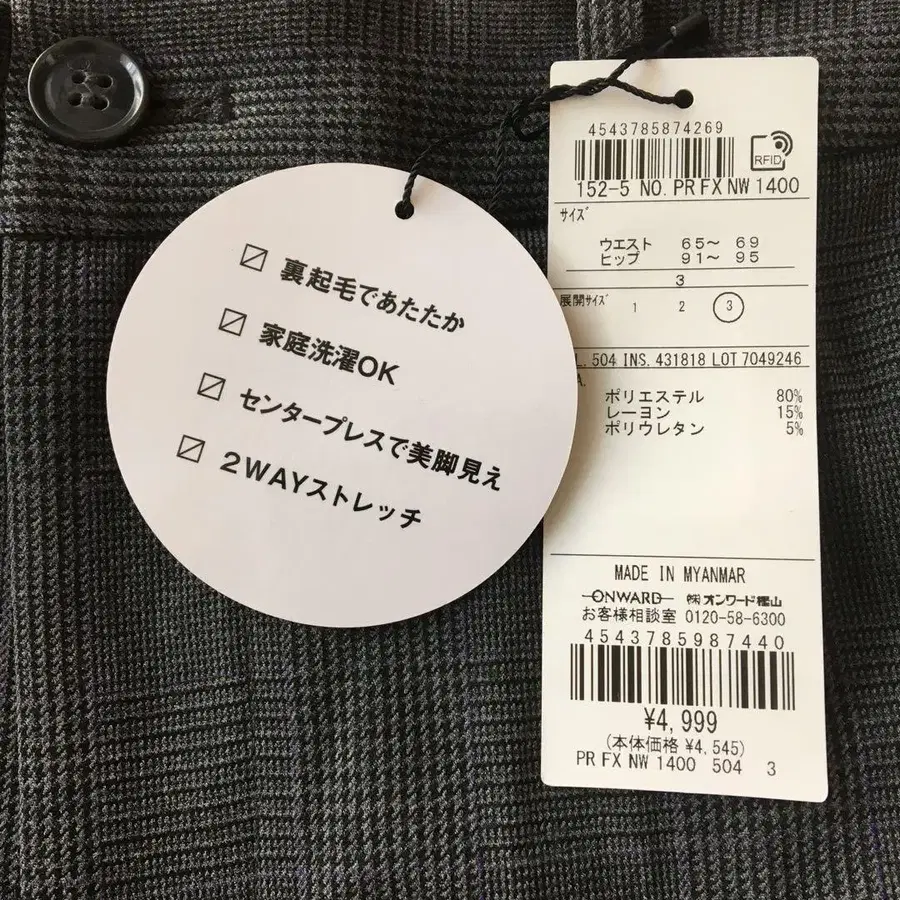 裏起毛であたたか
家庭洗濯OK
センタープレスで美脚見え
2WAYストレッチ
4543785874269
RFID
152-5 NO. PR FX NW 1400
サイズ
ウエスト 65~ 69
ヒップ 91~ 95
3
展開サイズ 1 2 3
L. 504 INS. 431818 LOT 7049246
A.
ポリエステル 80%
レーヨン 15%
ポリウレタン 5%
MADE IN MYANMAR
ONWARD ㈱オンワード樫山
お客様相談室 0120-58-6300
4543785987440
¥4,999
(本体価格 ¥4,545)
PR FX NW 1400 504 3